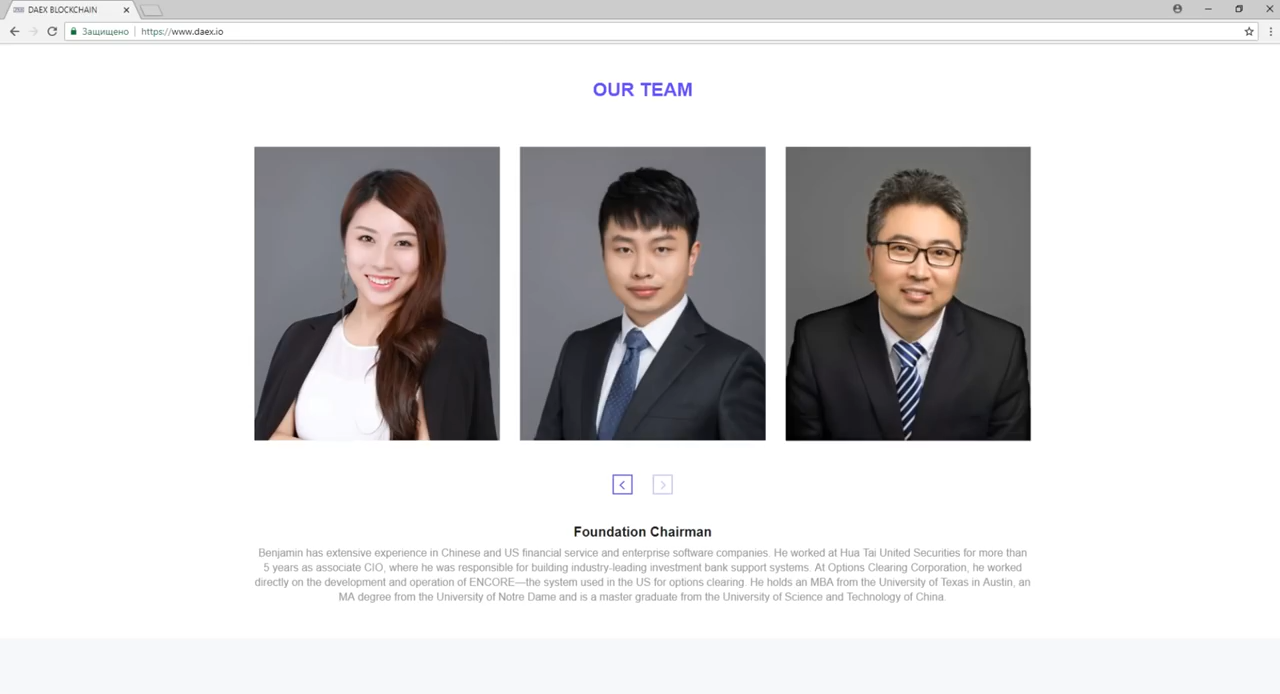 DAEX BLOCKCHAIN
Защищено
https://www.daex.io
OUR TEAM
Foundation Chairman
Benjamin has extensive experience in Chinese and US financial service and enterprise software companies. He worked at Hua Tai United Securities for more than
5 years as associate CIO, where he was responsible for building industry-leading investment bank support systems. At Options Clearing Corporation, he worked
directly on the development and operation of ENCORE—the system used in the US for options clearing. He holds an MBA from the University of Texas in Austin, an
MA degree from the University of Notre Dame and is a master graduate from the University of Science and Technology of China.